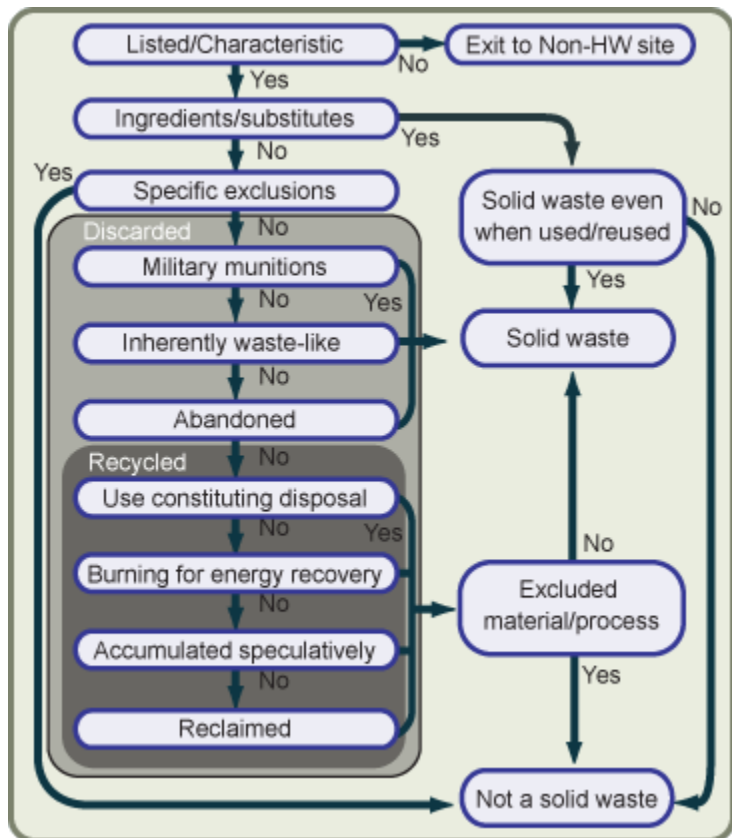 Listed/Characteristic
No
Exit to Non-HW site
Yes
Ingredients/substitutes
Yes
No
Yes
Specific exclusions
Solid waste even
when used/reused
No
No
Discarded
Military munitions
Yes
No
Yes
Inherently waste-like
Solid waste
No
Abandoned
No
Recycled
Use constituting disposal
No
Yes
No
Burning for energy recovery
Excluded
material/process
No
Accumulated speculatively
No
Yes
Reclaimed
Not a solid waste